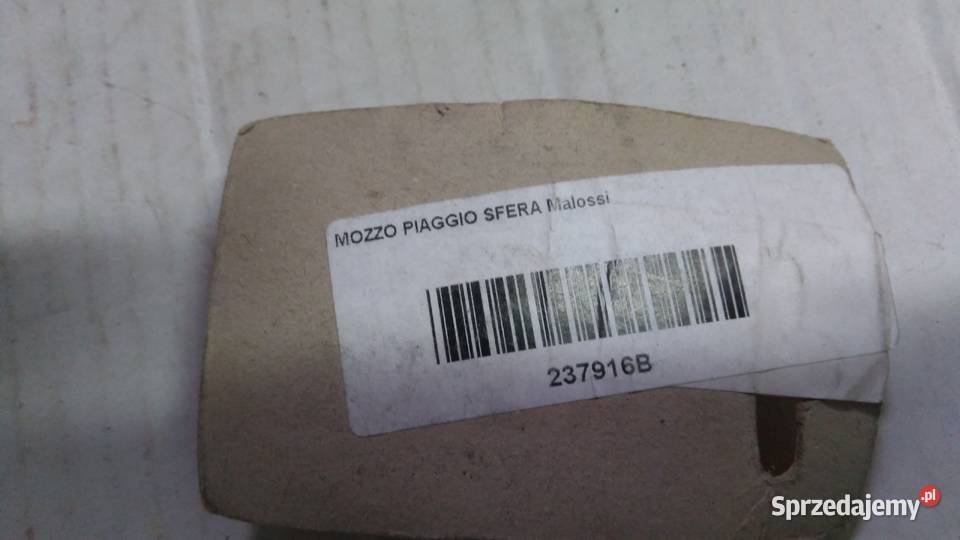 MOZZO PIAGGIO SFERA Malossi
237916B
Sprzedajemy.pl